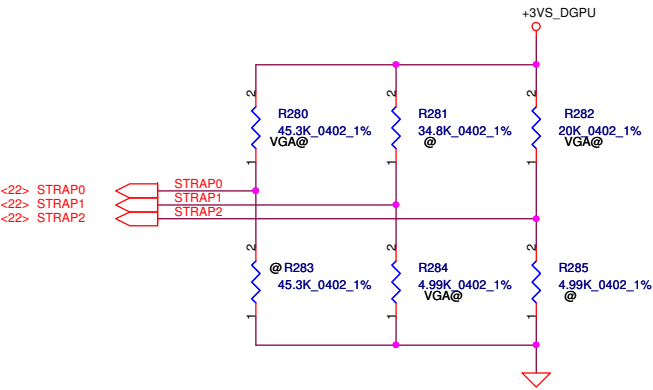 +3VS_DGPU
2
2
2
R280
45.3K_0402_1%
VGA@
R281
34.8K_0402_1%
@
R282
20K_0402_1%
VGA@
1
1
1
<22> STRAP0
STRAP0
<22> STRAP1
STRAP1
<22> STRAP2
STRAP2
2
2
2
@ R283
45.3K_0402_1%
R284
4.99K_0402_1%
VGA@
R285
4.99K_0402_1%
@
1
1
1